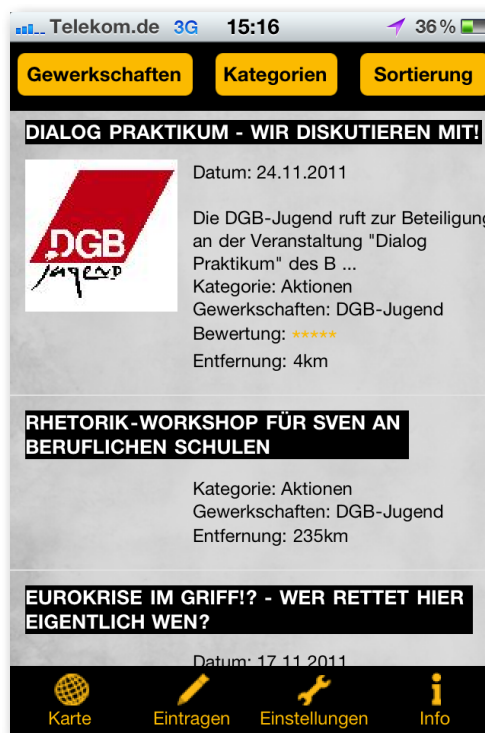 Telekom.de 3G 15:16 36%
Gewerkschaften Kategorien Sortierung
DIALOG PRAKTIKUM - WIR DISKUTIEREN MIT!
DGB
Jugend
Datum: 24.11.2011
Die DGB-Jugend ruft zur Beteiligung
an der Veranstaltung "Dialog
Praktikum" des B ...
Kategorie: Aktionen
Gewerkschaften: DGB-Jugend
Bewertung: *****
Entfernung: 4km
RHETORIK-WORKSHOP FÜR SVEN AN
BERUFLICHEN SCHULEN
Kategorie: Aktionen
Gewerkschaften: DGB-Jugend
Entfernung: 235km
EUROKRISE IM GRIFF!? - WER RETTET HIER
EIGENTLICH WEN?
Datum: 17.11.2011
Karte Eintragen Einstellungen Info